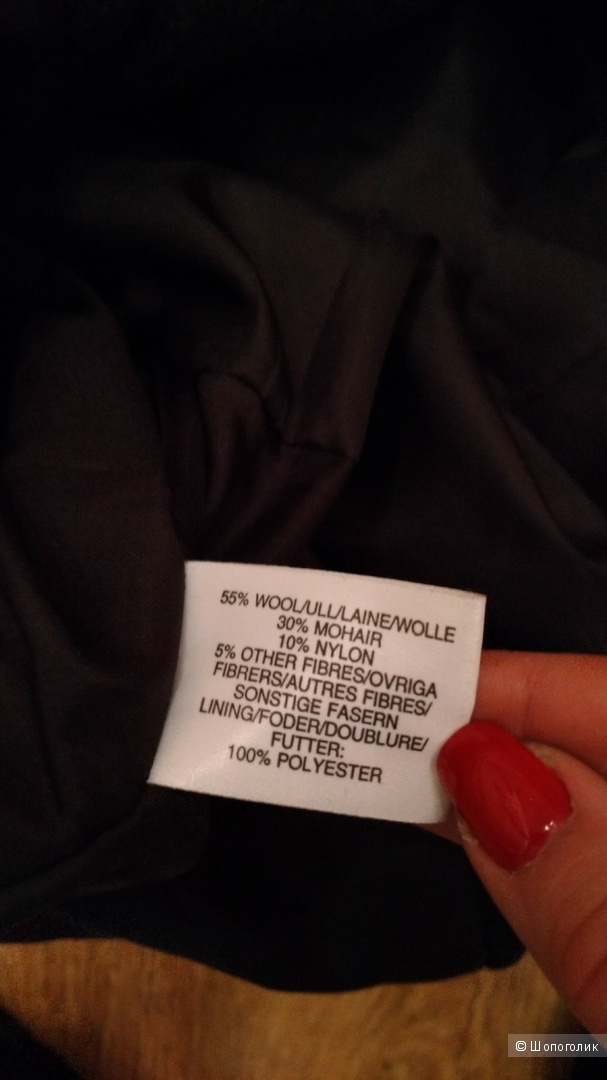 55% WOOL/ULL/LAINE/WOLLE
30% MOHAIR
10% NYLON
5% OTHER FIBRES/OVRIGA
FIBRERS/AUTRES FIBRES/
SONSTIGE FASERN
LINING/FODER/DOUBLURE/
FUTTER:
100% POLYESTER
© Шопоголик